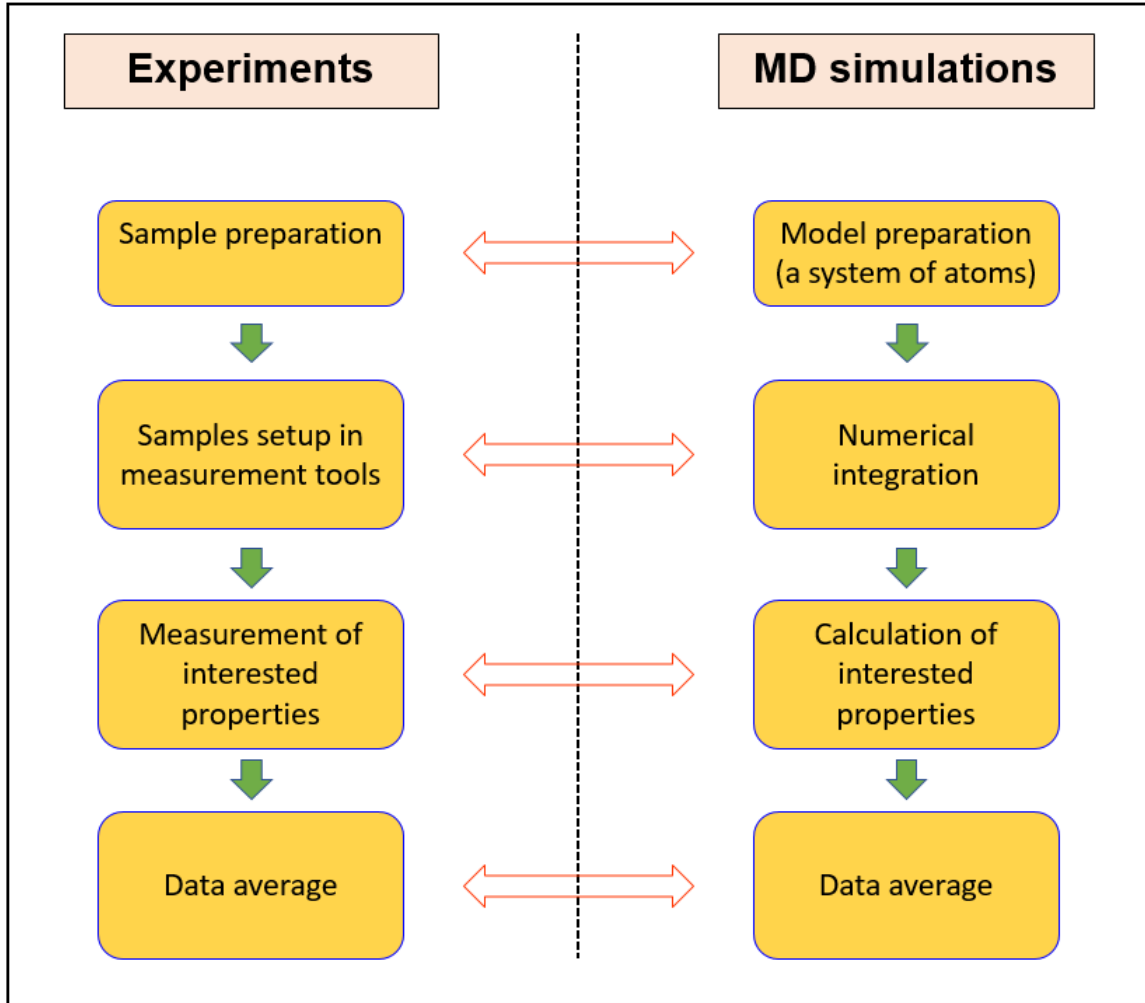 Experiments
MD simulations
Sample preparation
Model preparation
(a system of atoms)
Samples setup in
measurement tools
Numerical
integration
Measurement of
interested
properties
Calculation of
interested
properties
Data average
Data average